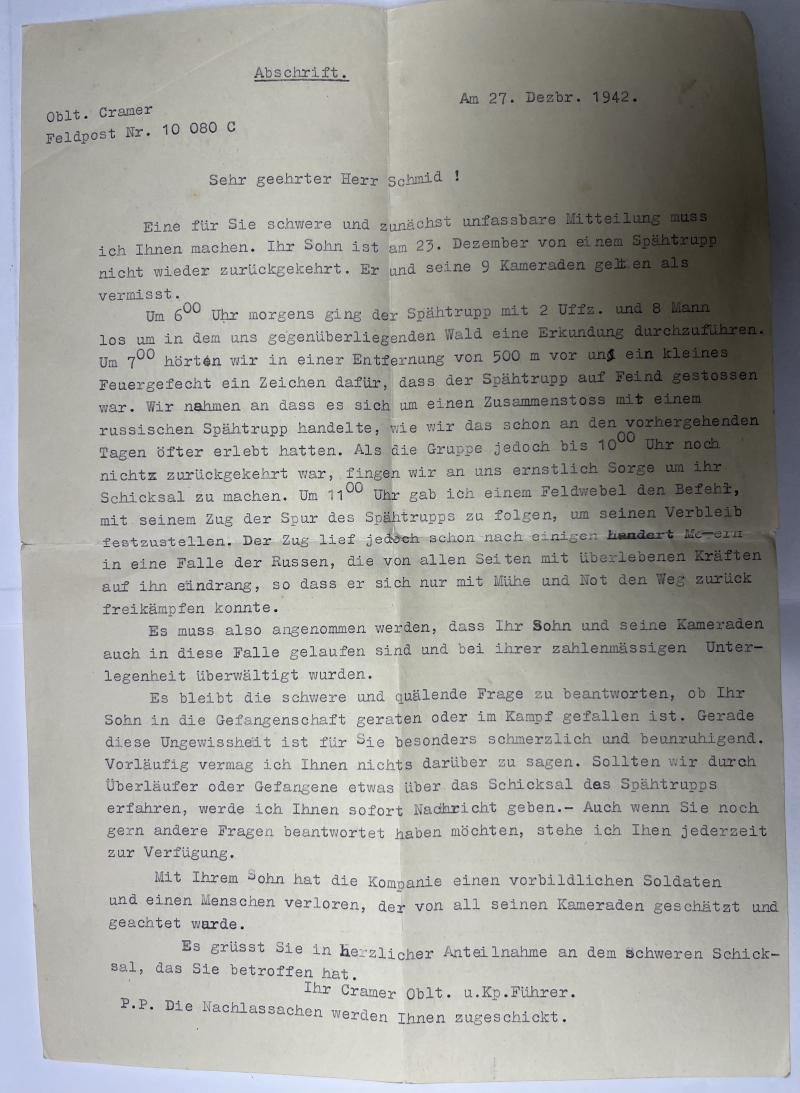 Abschrift.
Am 27. Dezbr. 1942.
Oblt. Cramer
Feldpost Nr. 10 080 C
Sehr geehrter Herr Schmid !
Eine für Sie schwere und zunächst unfassbare Mitteilung muss
ich Ihnen machen. Ihr Sohn ist am 23. Dezember von einem Spähtrupp
nicht wieder zurückgekehrt. Er und seine 9 Kameraden gelten als
vermisst.
Um 6⁰⁰ Uhr morgens ging der Spähtrupp mit 2 Uffz. und 8 Mann
los um in dem uns gegenüberliegenden Wald eine Erkundung durchzuführen.
Um 7⁰⁰ hörten wir in einer Entfernung von 500 m vor uns ein kleines
Feuergefecht ein Zeichen dafür, dass der Spähtrupp auf Feind gestossen
war. Wir nahmen an dass es sich um einen Zusammenstoss mit einem
russischen Spähtrupp handelte, wie wir das schon an den vorhergehenden
Tagen öfter erlebt hatten. Als die Gruppe jedoch bis 10⁰⁰ Uhr noch
nichtz zurückgekehrt war, fingen wir an uns ernstlich Sorge um ihr
Schicksal zu machen. Um 11⁰⁰ Uhr gab ich einem Feldwebel den Befehl,
mit seinem Zug der Spur des Spähtrupps zu folgen, um seinen Verbleib
festzustellen. Der Zug lief jedoch schon nach einigen hundert Metern
in eine Falle der Russen, die von allen Seiten mit überlebenen Kräften
auf ihn eindrang, so dass er sich nur mit Mühe und Not den Weg zurück
freikämpfen konnte.
Es muss also angenommen werden, dass Ihr Sohn und seine Kameraden
auch in diese Falle gelaufen sind und bei ihrer zahlenmässigen Unter-
legenheit überwältigt wurden.
Es bleibt die schwere und quälende Frage zu beantworten, ob Ihr
Sohn in die Gefangenschaft geraten oder im Kampf gefallen ist. Gerade
diese Ungewissheit ist für Sie besonders schmerzlich und beunruhigend.
Vorläufig vermag ich Ihnen nichts darüber zu sagen. Sollten wir durch
Überläufer oder Gefangene etwas über das Schicksal des Spähtrupps
erfahren, werde ich Ihnen sofort Nachricht geben.- Auch wenn Sie noch
gern andere Fragen beantwortet haben möchten, stehe ich Ihen jederzeit
zur Verfügung.
Mit Ihrem Sohn hat die Kompanie einen vorbildlichen Soldaten
und einen Menschen verloren, der von all seinen Kameraden geschätzt und
geachtet wurde.
Es grüsst Sie in herzlicher Anteilnahme an dem schweren Schick-
sal, das Sie betroffen hat.
Ihr Cramer Oblt. u.Kp.Führer.
P.P. Die Nachlassachen werden Ihnen zugeschickt.